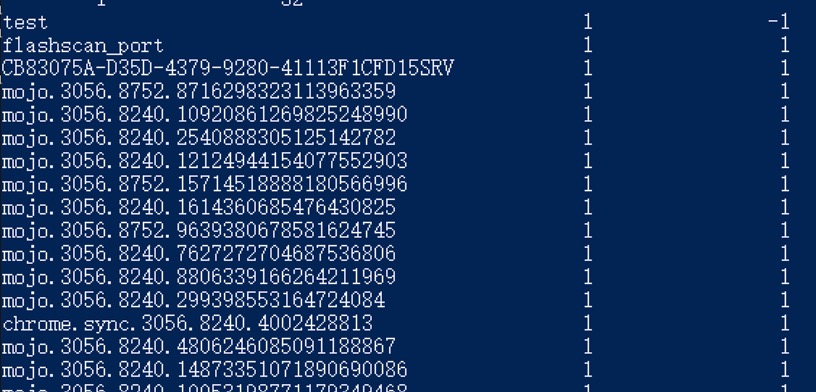 test 1 -1
flashscan_port 1 1
CB83075A-D35D-4379-9280-41113F1CFD15SRV 1 1
mojo.3056.8752.8716298323113963359 1 1
mojo.3056.8240.10920861269825248990 1 1
mojo.3056.8240.2540888305125142782 1 1
mojo.3056.8240.12124944154077552903 1 1
mojo.3056.8752.15714518888180566996 1 1
mojo.3056.8240.1614360685476430825 1 1
mojo.3056.8752.9639380678581624745 1 1
mojo.3056.8240.7627272704687536806 1 1
mojo.3056.8240.8806339166264211969 1 1
mojo.3056.8240.299398553164724084 1 1
chrome.sync.3056.8240.4002428813 1 1
mojo.3056.8240.4806246085091188867 1 1
mojo.3056.8240.14873351071890690086 1 1